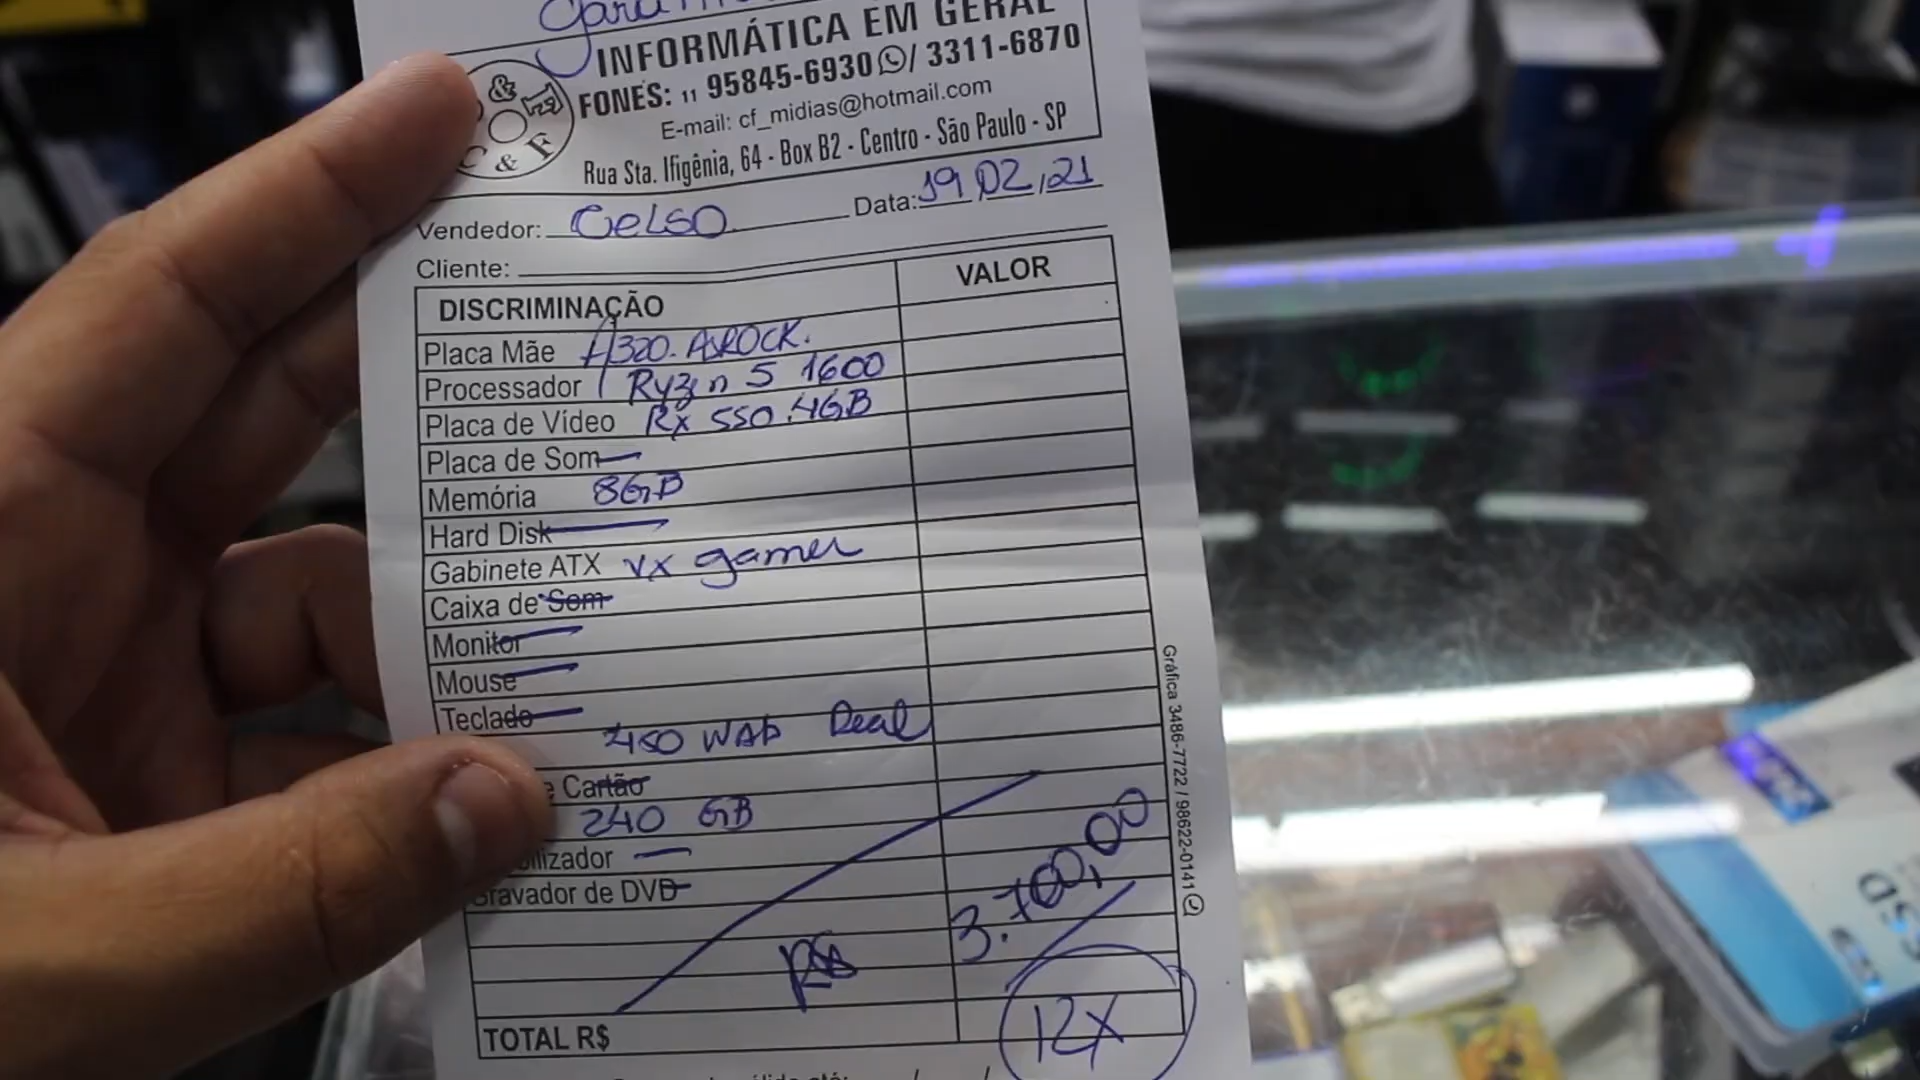 INFORMÁTICA EM GERAL
FONES: 11 95845-6930 / 3311-6870
E-mail: cf_midias@hotmail.com
Rua Sta. Ifigênia, 64 - Box B2 - Centro - São Paulo - SP
& C & F
Vendedor: Celso Data: 19/02/21
Cliente:
DISCRIMINAÇÃO VALOR
Placa Mãe A320. ASROCK.
Processador Ryzen 5 1600
Placa de Vídeo RX 550. 4GB
Placa de Som
Memória 8GB
Hard Disk
Gabinete ATX VX gamer
Caixa de Som
Monitor
Mouse
Teclado
450 Real
Cartão
240 GB
Gravador de DVD
R$ 3.700,00
12X
TOTAL R$
Gráfica 3486-7722 / 98622-0141
SSD